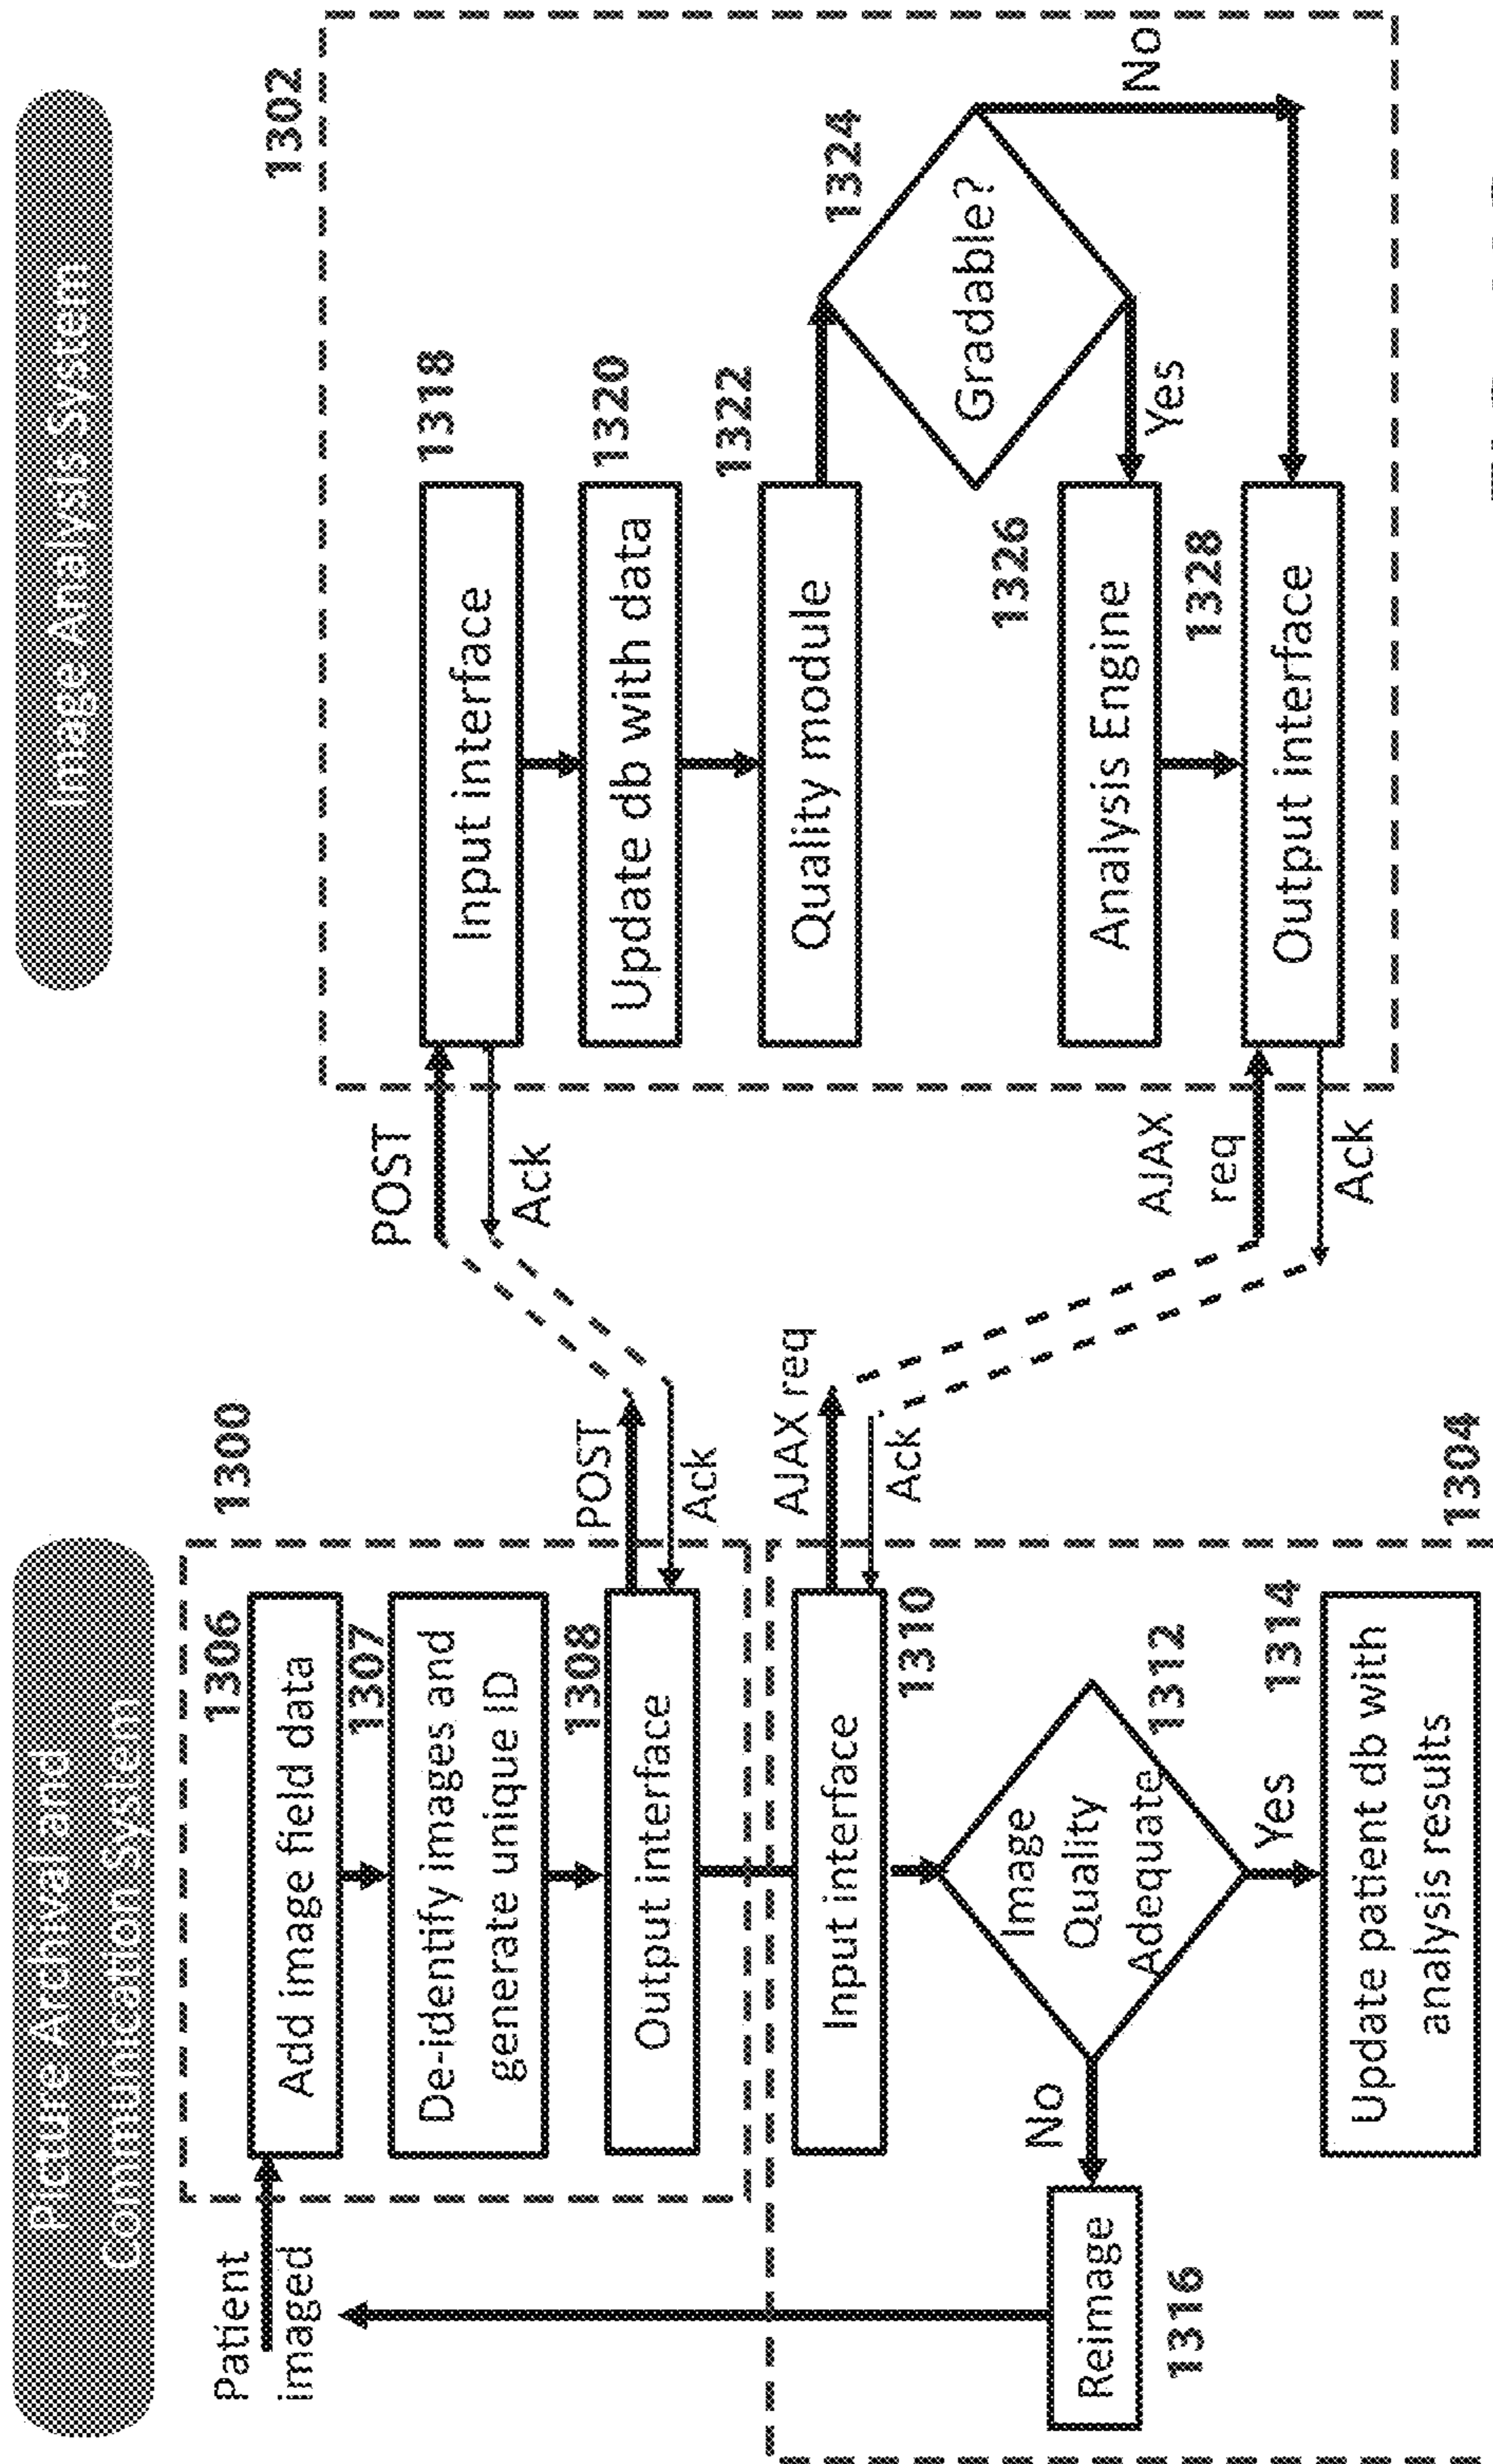 Picture Archival and
Communication System
Patient
imaged
1300
1306
Add image field data
1307
De-identify images and
generate unique ID
1308
Output interface
POST
Ack
AJAX req
Ack
Input interface
1310
Image
Quality
Adequate
1312
No
Yes
Reimage
1316
1314
Update patient db with
analysis results
1304
Image Analysis System
1302
POST
Ack
Input interface
1318
Update db with data
1320
Quality module
1322
1324
Gradable?
No
Yes
1326
Analysis Engine
1328
Output interface
AJAX
req
Ack